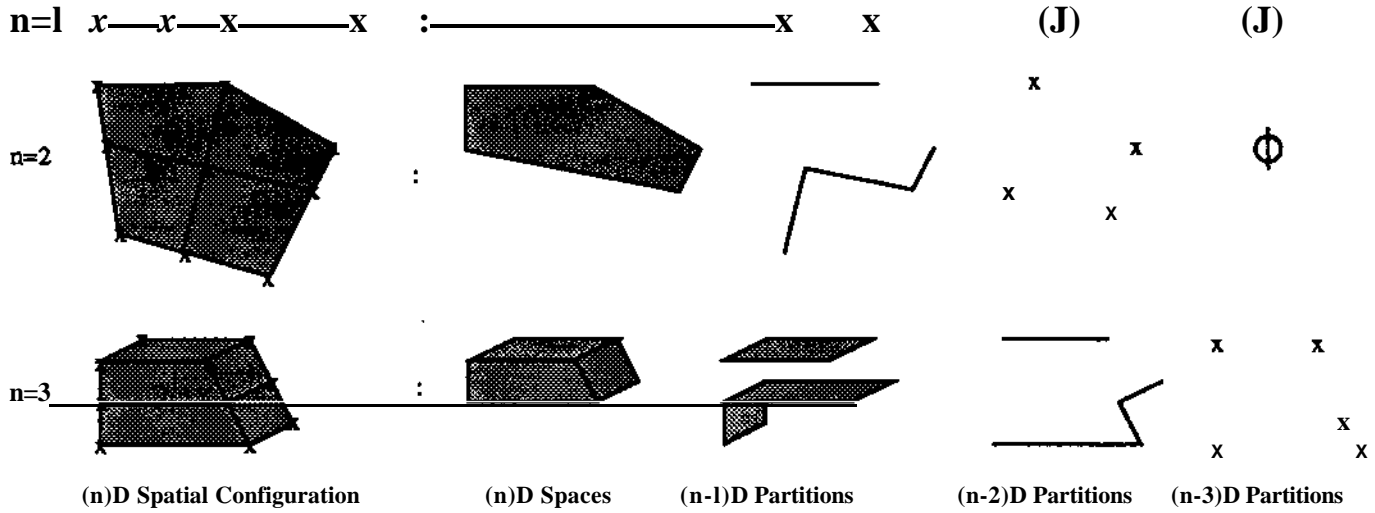 n=l x x x x : x x (J) (J)
x
n=2 : x Φ
x x
n=3 : x x
x
x x
(n)D Spatial Configuration (n)D Spaces (n-l)D Partitions (n-2)D Partitions (n-3)D Partitions